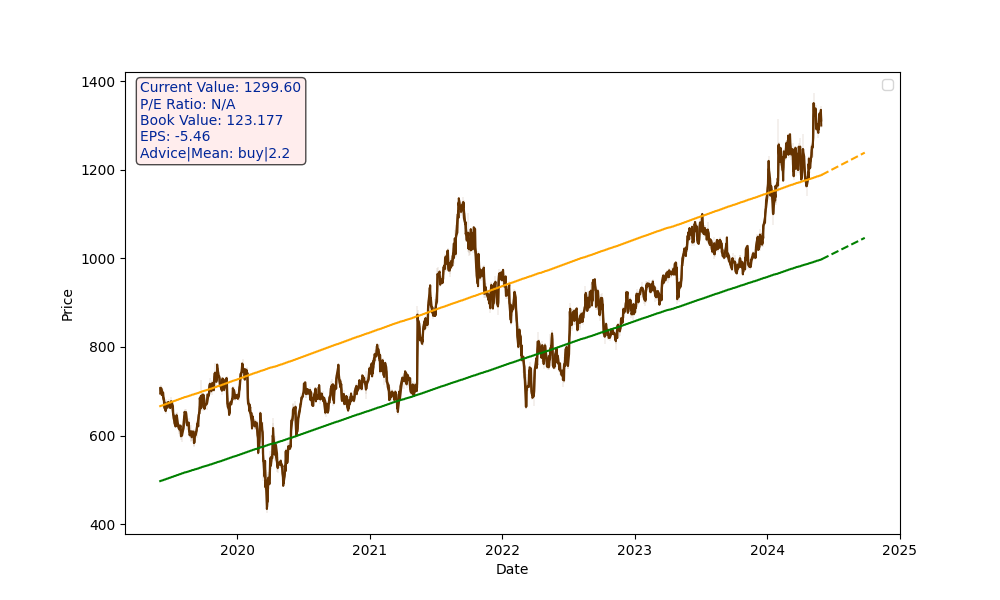 1400
1200
1000
800
600
400
Price
Current Value: 1299.60
P/E Ratio: N/A
Book Value: 123.177
EPS: -5.46
Advice|Mean: buy|2.2
2020 2021 2022 2023 2024 2025
Date